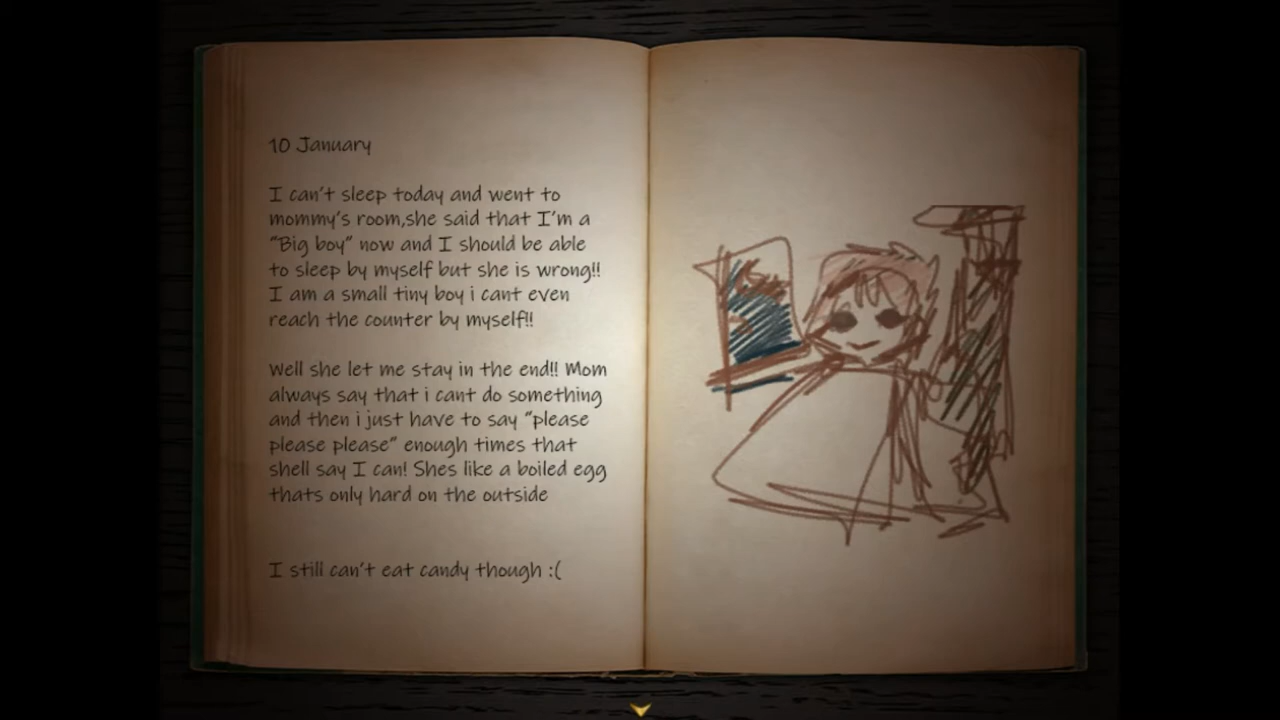 10 January
I can't sleep today and went to
mommy's room,she said that I'm a
"Big boy" now and I should be able
to sleep by myself but she is wrong!!
I am a small tiny boy i cant even
reach the counter by myself!!
Well she let me stay in the end!! Mom
always say that i cant do something
and then i just have to say "please
please please" enough times that
shell say I can! Shes like a boiled egg
thats only hard on the outside
I still can't eat candy though :(